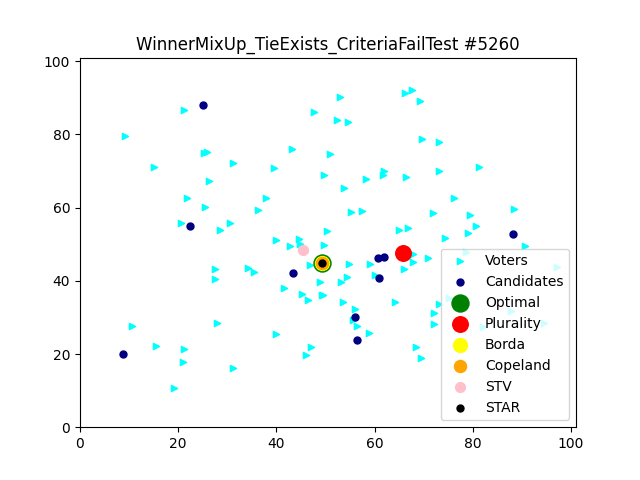 WinnerMixUp_TieExists_CriteriaFailTest #5260
100
80
60
40
20
0
0 20 40 60 80 100
Voters
Candidates
Optimal
Plurality
Borda
Copeland
STV
STAR